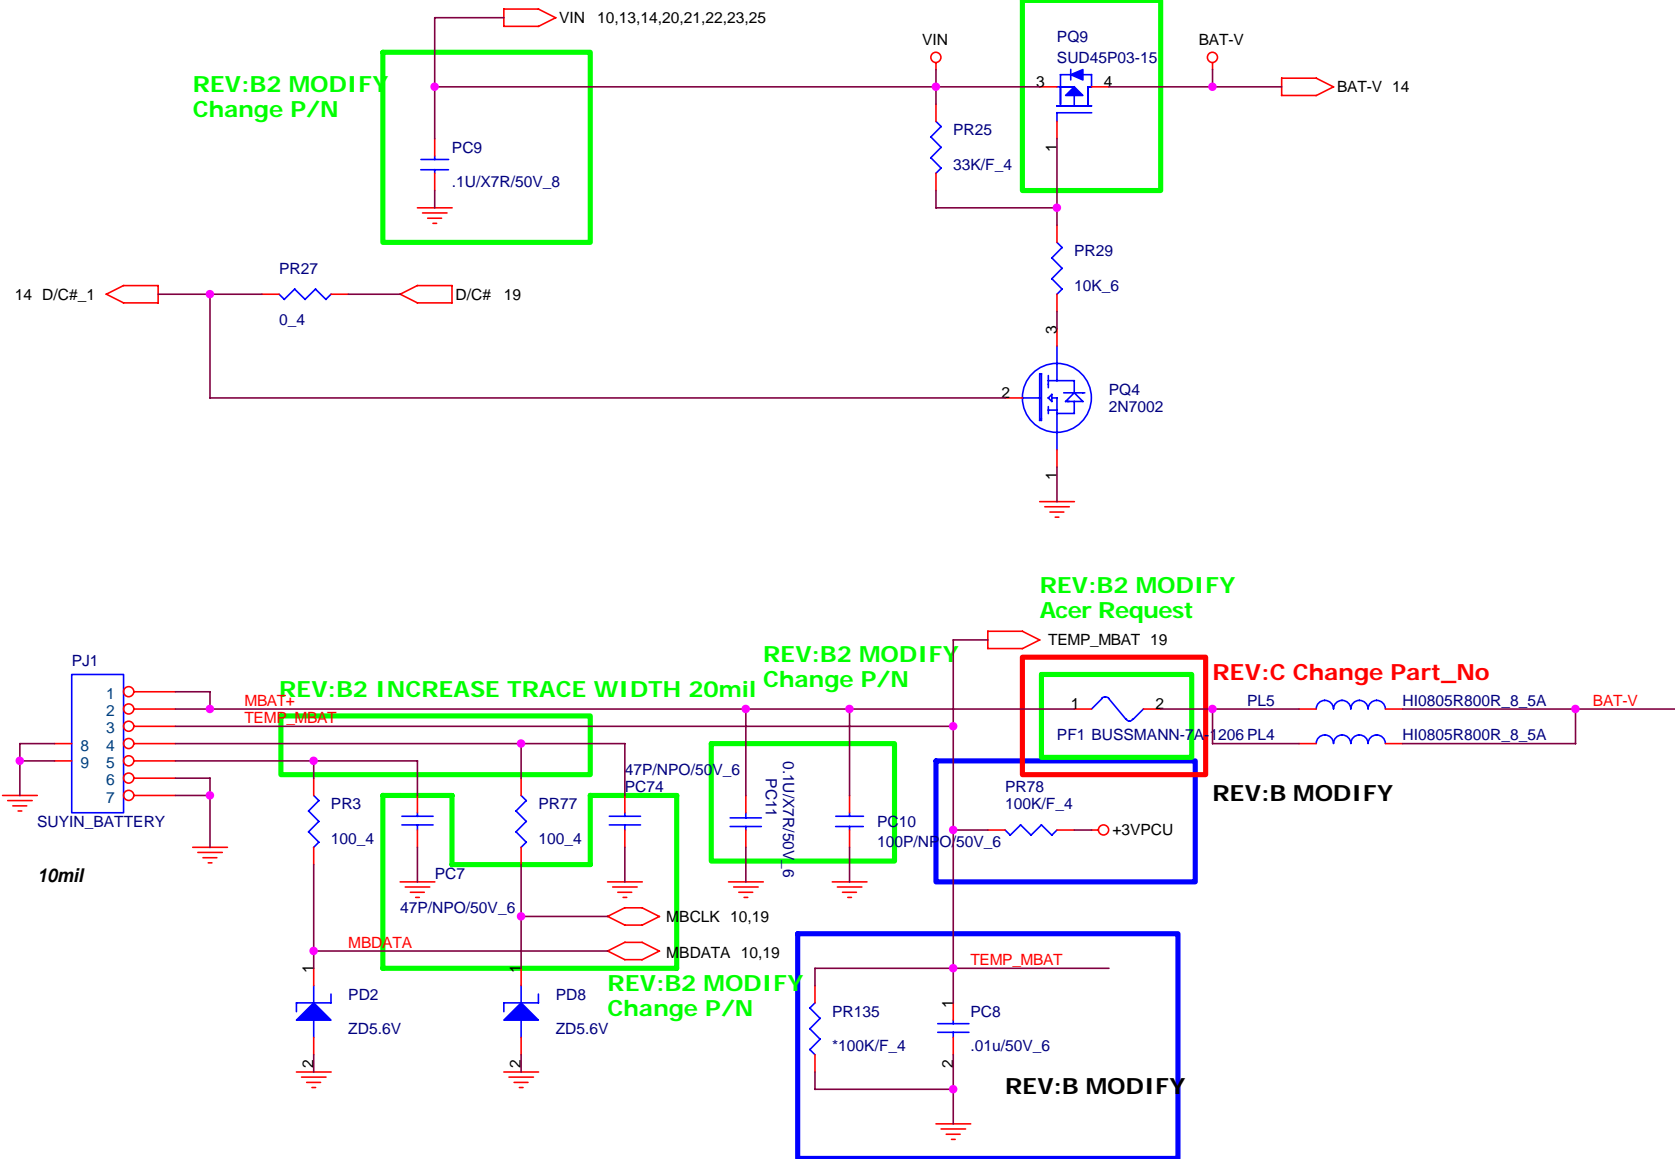 VIN 10,13,14,20,21,22,23,25
REV:B2 MODIFY
Change P/N
PC9
.1U/X7R/50V_8
VIN
PQ9
SUD45P03-15
BAT-V
3
4
BAT-V 14
PR25
33K/F_4
1
PR29
10K_6
14 D/C#_1
PR27
0_4
D/C# 19
3
2
PQ4
2N7002
1
REV:B2 MODIFY
Acer Request
TEMP_MBAT 19
REV:B2 MODIFY
Change P/N
REV:C Change Part_No
PJ1
REV:B2 INCREASE TRACE WIDTH 20mil
1
2
3
4
5
6
7
8
9
MBAT+
TEMP_MBAT
SUYIN_BATTERY
10mil
1
2
PF1 BUSSMANN-7A-1206
PL5
HI0805R800R_8_5A
BAT-V
PL4
HI0805R800R_8_5A
REV:B MODIFY
PR3
100_4
PR77
100_4
47P/NPO/50V_6
PC74
PC7
47P/NPO/50V_6
0.1U/X7R/50V_6
PC11
PC10
100P/NPO/50V_6
PR78
100K/F_4
+3VPCU
MBCLK 10,19
MBDATA
MBDATA 10,19
REV:B2 MODIFY
Change P/N
1
PD2
ZD5.6V
2
1
PD8
ZD5.6V
2
TEMP_MBAT
PR135
*100K/F_4
1
PC8
.01u/50V_6
2
REV:B MODIFY